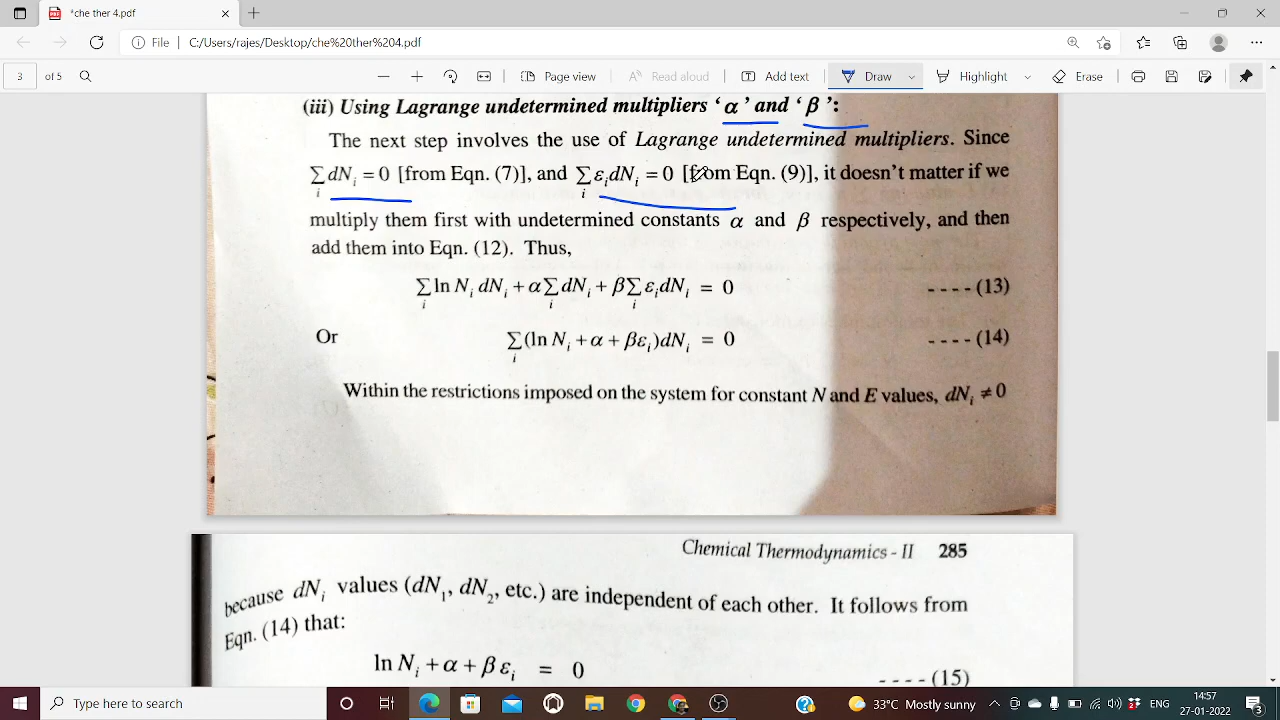 *che ther 4.pdf
File | C:/Users/rajes/Desktop/che%20ther%204.pdf
3 of 5 Page view Read aloud Add text Draw Highlight Erase
(iii) Using Lagrange undetermined multipliers ‘α’ and ‘β’:
The next step involves the use of Lagrange undetermined multipliers. Since
∑ᵢ dNᵢ = 0 [from Eqn. (7)], and ∑ᵢ εᵢdNᵢ = 0 [from Eqn. (9)], it doesn’t matter if we
multiply them first with undetermined constants α and β respectively, and then
add them into Eqn. (12). Thus,
∑ᵢ ln Nᵢ dNᵢ + α∑ᵢ dNᵢ + β∑ᵢ εᵢdNᵢ = 0 ----(13)
Or ∑ᵢ (ln Nᵢ + α + βεᵢ)dNᵢ = 0 ----(14)
Within the restrictions imposed on the system for constant N and E values, dNᵢ ≠ 0
Chemical Thermodynamics - II 285
because dNᵢ values (dN₁, dN₂, etc.) are independent of each other. It follows from
Eqn. (14) that:
ln Nᵢ + α + β εᵢ = 0 ----(15)
Type here to search 33°C Mostly sunny ENG 14:57
27-01-2022